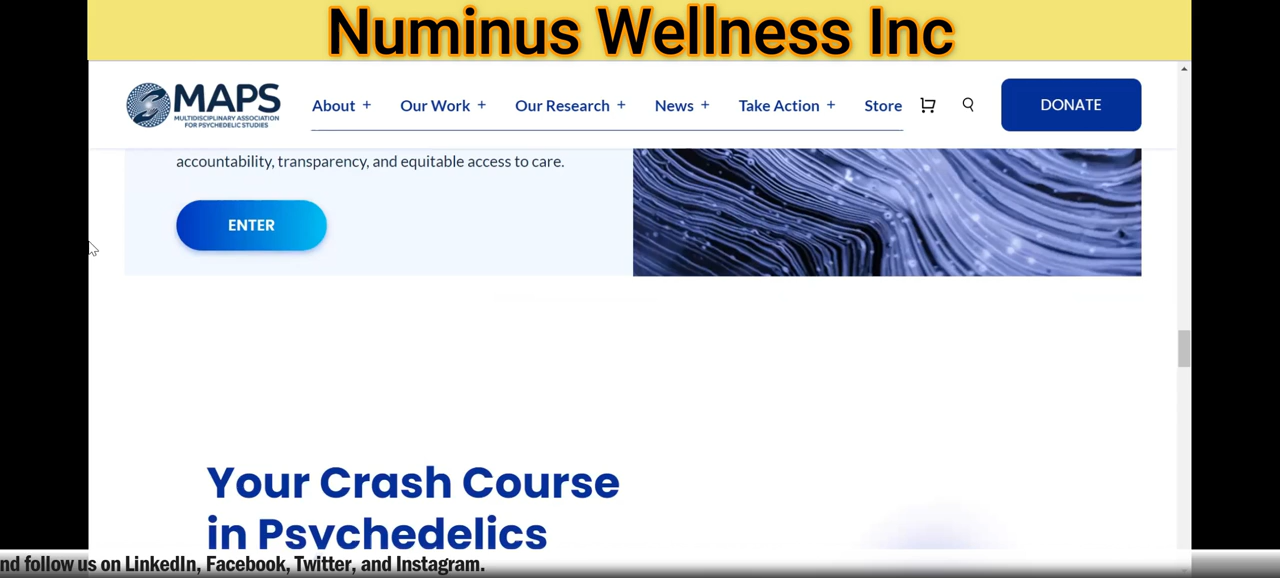 Numinus Wellness Inc
MAPS
MULTIDISCIPLINARY ASSOCIATION
FOR PSYCHEDELIC STUDIES
About + Our Work + Our Research + News + Take Action + Store DONATE
accountability, transparency, and equitable access to care.
ENTER
Your Crash Course
in Psychedelics
nd follow us on LinkedIn, Facebook, Twitter, and Instagram.